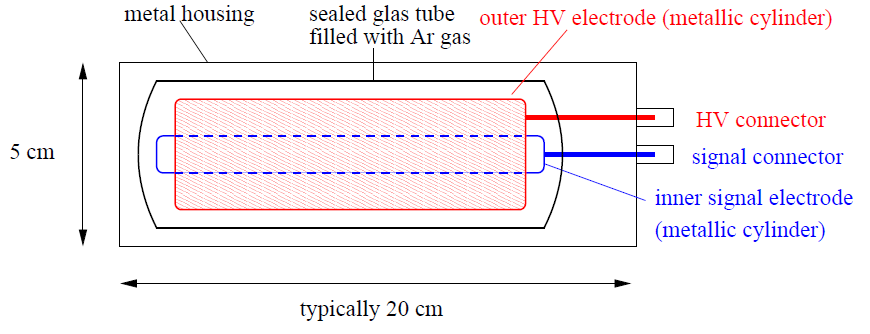 metal housing
sealed glas tube
filled with Ar gas
outer HV electrode (metallic cylinder)
HV connector
5 cm
signal connector
inner signal electrode
(metallic cylinder)
typically 20 cm